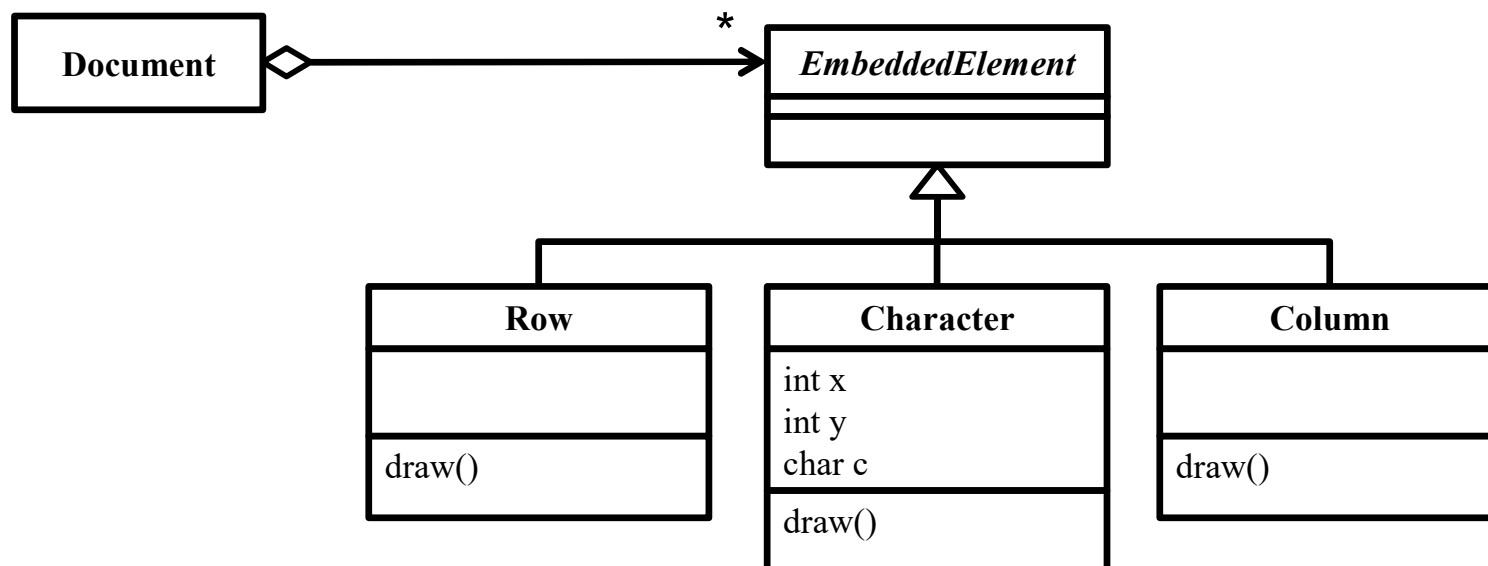 Document
*
EmbeddedElement
Row
draw()
Character
int x
int y
char c
draw()
Column
draw()